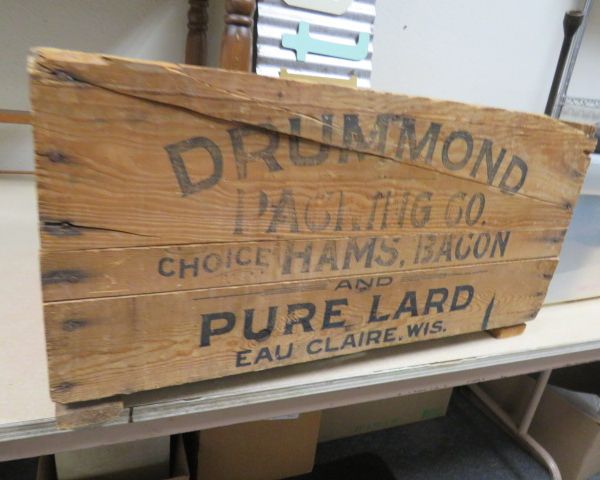 DRUMMOND
PACKING CO.
CHOICE HAMS, BACON
AND
PURE LARD
EAU CLAIRE, WIS.